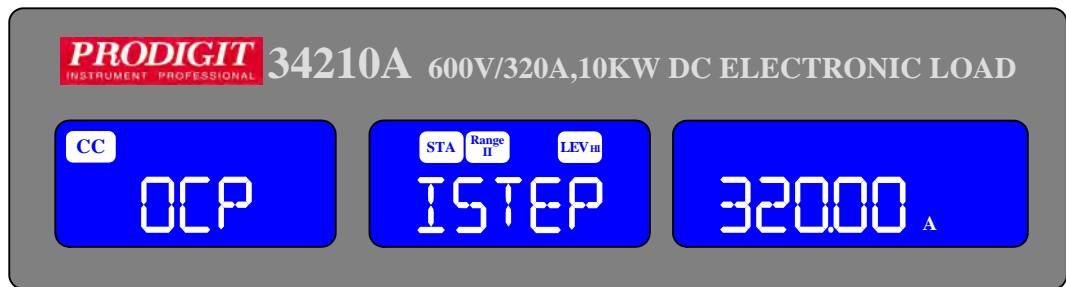 PRODIGIT
INSTRUMENT PROFESSIONAL
34210A 600V/320A,10KW DC ELECTRONIC LOAD
CC
OCP
STA Range II LEV HI
ISTEP
320.00 A